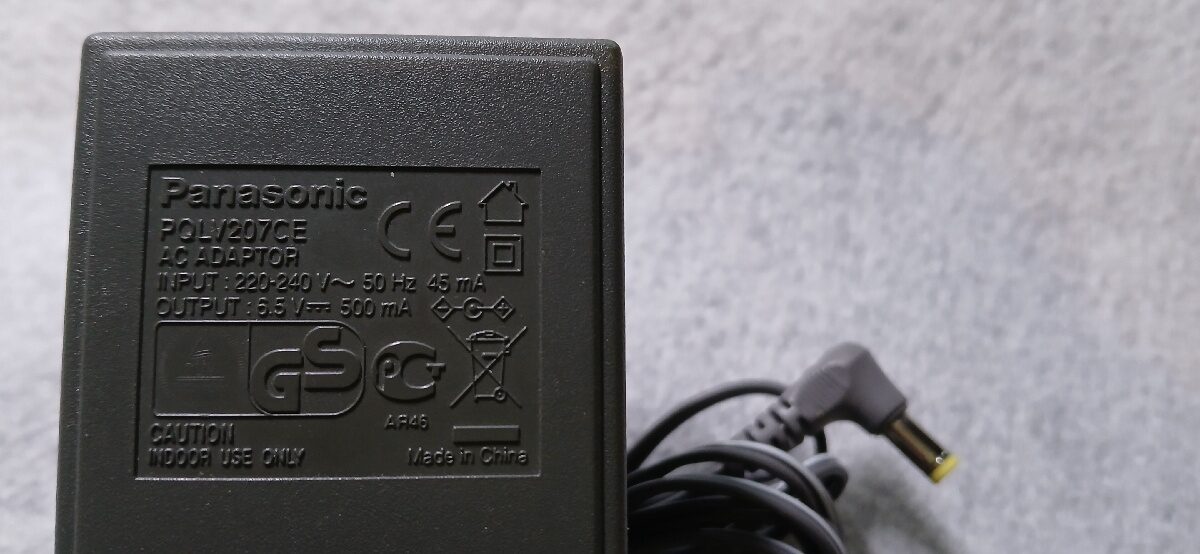 Panasonic
PQLV207CE
AC ADAPTOR
INPUT : 220-240 V~ 50 Hz 45 mA
OUTPUT : 6.5 V⎓ 500 mA
CE
GS
РСТ
AR46
CAUTION
INDOOR USE ONLY
Made in China